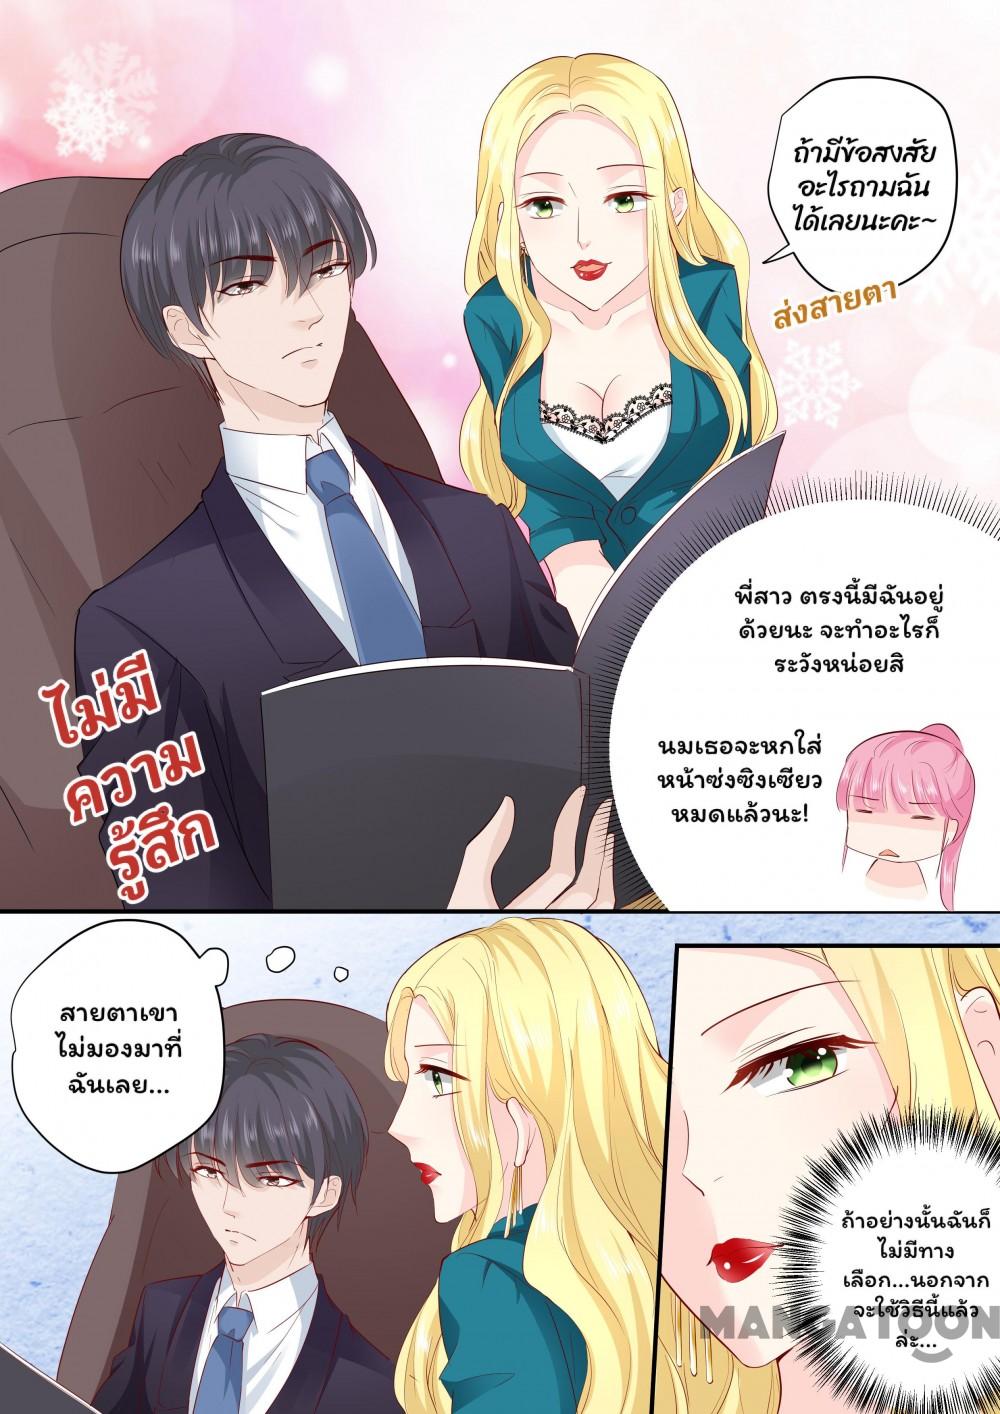 ถ้ามีข้อสงสัย
อะไรถามฉัน
ได้เลยนะคะ~
ส่งสายตา
พี่สาว ตรงนี้มีฉันอยู่
ด้วยนะ จะทำอะไรก็
ระวังหน่อยสิ
นมเธอจะหกใส่
หน้าซ่งชิงเซียว
หมดแล้วนะ!
ไม่มี
ความ
รู้สึก
สายตาเขา
ไม่มองมาที่
ฉันเลย...
ถ้าอย่างนั้นฉันก็
ไม่มีทาง
เลือก...นอกจาก
จะใช้วิธีนี้แล้ว
ล่ะ...
MANGATOON